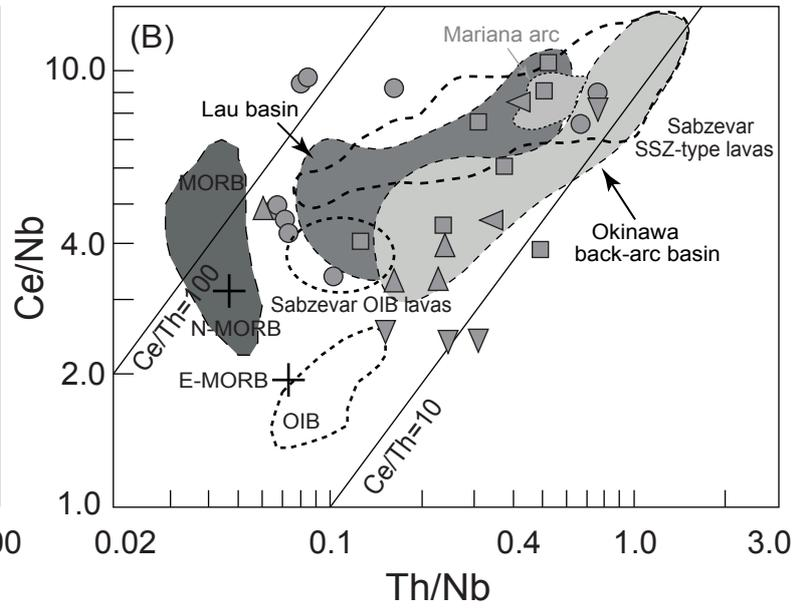 (B)
Mariana arc
10.0
Lau basin
Sabzevar
SSZ-type lavas
MORB
Okinawa
back-arc basin
Ce/Nb
4.0
Ce/Th=100
Sabzevar OIB lavas
N-MORB
2.0
E-MORB
OIB
Ce/Th=10
1.0
00
0.02
0.1
0.4
1.0
3.0
Th/Nb